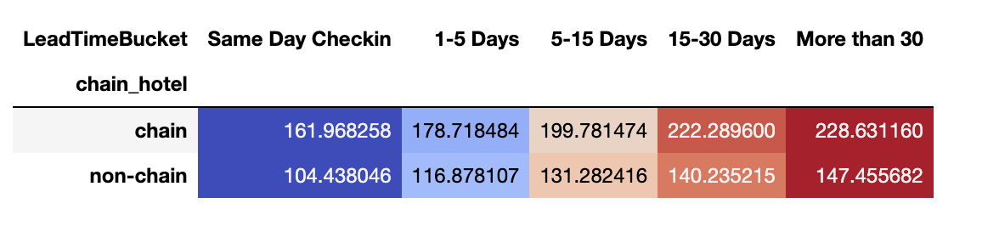 LeadTimeBucket Same Day Checkin 1-5 Days 5-15 Days 15-30 Days More than 30
chain_hotel
chain 161.968258 178.718484 199.781474 222.289600 228.631160
non-chain 104.438046 116.878107 131.282416 140.235215 147.455682